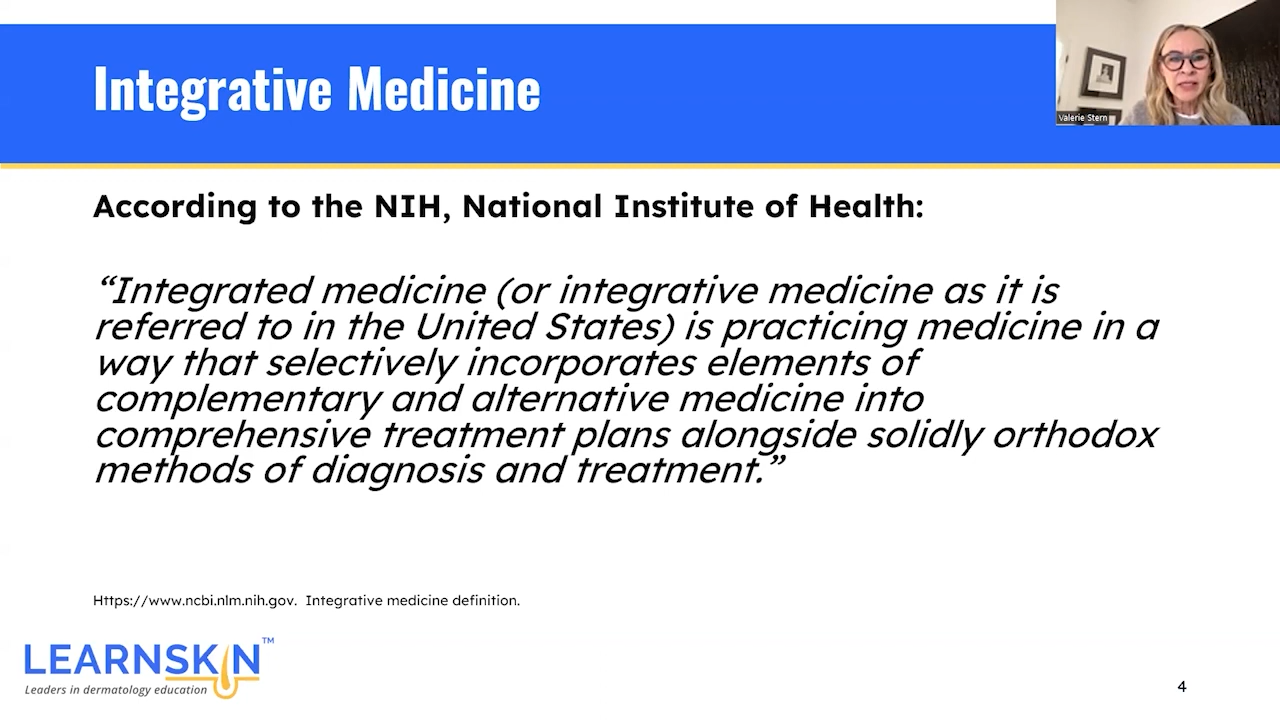 Integrative Medicine
Valerie Stern
According to the NIH, National Institute of Health:
“Integrated medicine (or integrative medicine as it is
referred to in the United States) is practicing medicine in a
way that selectively incorporates elements of
complementary and alternative medicine into
comprehensive treatment plans alongside solidly orthodox
methods of diagnosis and treatment.”
Https://www.ncbi.nlm.nih.gov. Integrative medicine definition.
LEARNSKIN™
Leaders in dermatology education
4